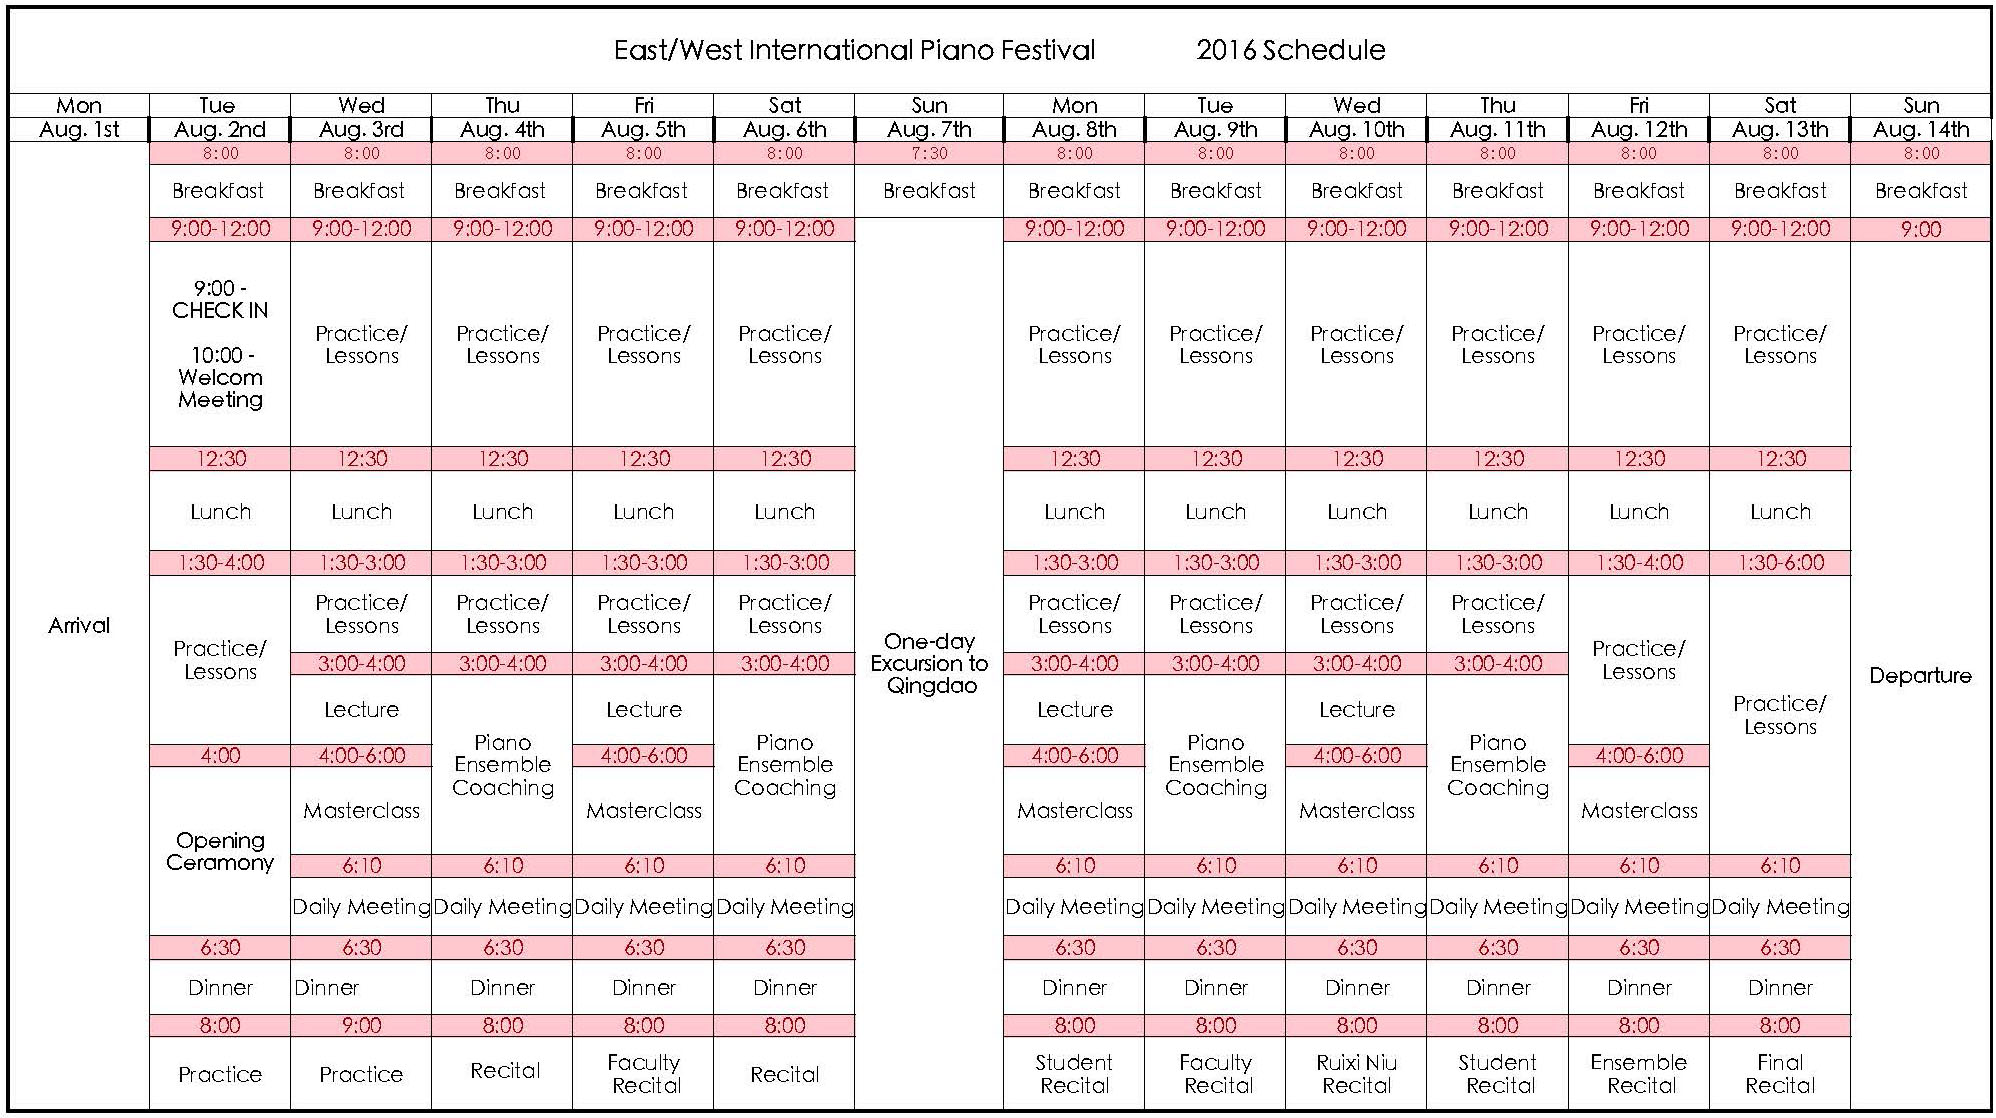 East/West International Piano Festival 2016 Schedule
Mon Tue Wed Thu Fri Sat Sun Mon Tue Wed Thu Fri Sat Sun
Aug. 1st Aug. 2nd Aug. 3rd Aug. 4th Aug. 5th Aug. 6th Aug. 7th Aug. 8th Aug. 9th Aug. 10th Aug. 11th Aug. 12th Aug. 13th Aug. 14th
8:00 8:00 8:00 8:00 8:00 7:30 8:00 8:00 8:00 8:00 8:00 8:00 8:00
Breakfast Breakfast Breakfast Breakfast Breakfast Breakfast Breakfast Breakfast Breakfast Breakfast Breakfast Breakfast Breakfast
9:00-12:00 9:00-12:00 9:00-12:00 9:00-12:00 9:00-12:00 9:00-12:00 9:00-12:00 9:00-12:00 9:00-12:00 9:00-12:00 9:00-12:00 9:00
9:00 -
CHECK IN
10:00 -
Welcom
Meeting
Practice/ Practice/ Practice/ Practice/ Practice/ Practice/ Practice/ Practice/ Practice/ Practice/
Lessons Lessons Lessons Lessons Lessons Lessons Lessons Lessons Lessons Lessons
12:30 12:30 12:30 12:30 12:30 12:30 12:30 12:30 12:30 12:30 12:30
Lunch Lunch Lunch Lunch Lunch Lunch Lunch Lunch Lunch Lunch Lunch
1:30-4:00 1:30-3:00 1:30-3:00 1:30-3:00 1:30-3:00 1:30-3:00 1:30-3:00 1:30-3:00 1:30-3:00 1:30-4:00 1:30-6:00
Practice/ Practice/ Practice/ Practice/ Practice/ Practice/ Practice/ Practice/
Lessons Lessons Lessons Lessons Lessons Lessons Lessons Lessons
Arrival
Practice/
Lessons
One-day
Excursion to
Qingdao
Practice/
Lessons
Practice/
Lessons
Departure
3:00-4:00 3:00-4:00 3:00-4:00 3:00-4:00 3:00-4:00 3:00-4:00 3:00-4:00 3:00-4:00
Lecture Lecture Lecture Lecture
4:00 4:00-6:00 4:00-6:00 4:00-6:00 4:00-6:00 4:00-6:00
Piano Piano Piano Piano
Ensemble Ensemble Ensemble Ensemble
Coaching Coaching Coaching Coaching
Masterclass Masterclass Masterclass Masterclass Masterclass
Opening
Ceramony
6:10 6:10 6:10 6:10 6:10 6:10 6:10 6:10 6:10 6:10
Daily Meeting Daily Meeting Daily Meeting Daily Meeting Daily Meeting Daily Meeting Daily Meeting Daily Meeting Daily Meeting Daily Meeting
6:30 6:30 6:30 6:30 6:30 6:30 6:30 6:30 6:30 6:30 6:30
Dinner Dinner Dinner Dinner Dinner Dinner Dinner Dinner Dinner Dinner Dinner
8:00 9:00 8:00 8:00 8:00 8:00 8:00 8:00 8:00 8:00 8:00
Practice Practice Recital Faculty Recital Recital Student Recital Faculty Recital Ruixi Niu Recital Student Recital Ensemble Recital Final Recital